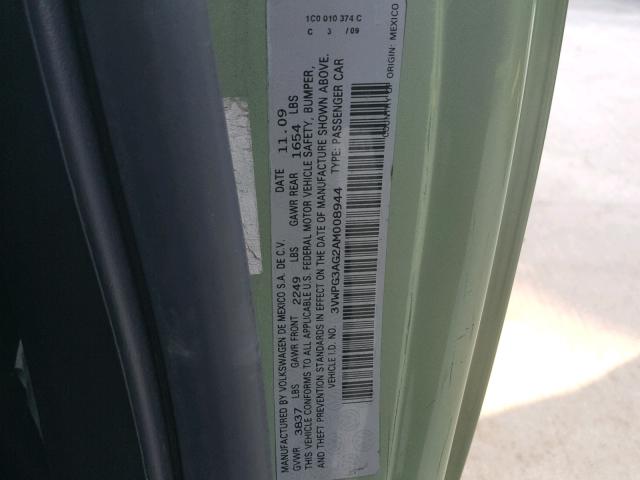 MANUFACTURED BY VOLKSWAGEN DE MEXICO S.A. DE C.V. DATE 11.09
GVWR 3837 LBS GAWR FRONT 2249 LBS GAWR REAR 1654 LBS
THIS VEHICLE CONFORMS TO ALL APPLICABLE U.S. FEDERAL MOTOR VEHICLE SAFETY, BUMPER,
AND THEFT PREVENTION STANDARDS IN EFFECT ON THE DATE OF MANUFACTURE SHOWN ABOVE.
VEHICLE I.D. NO. 3VWPG3AG2AM008944 TYPE: PASSENGER CAR
COUNTRY OF ORIGIN: MEXICO
1C0 010 374 C
C 3 / 09